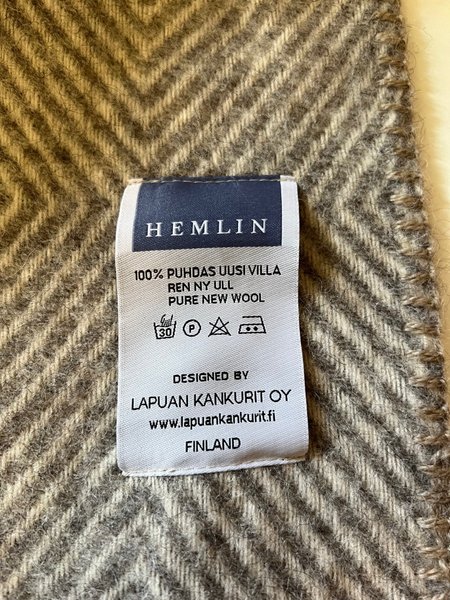 HEMLIN
100% PUHDAS UUSI VILLA
REN NY ULL
PURE NEW WOOL
30 P
DESIGNED BY
LAPUAN KANKURIT OY
www.lapuankankurit.fi
FINLAND